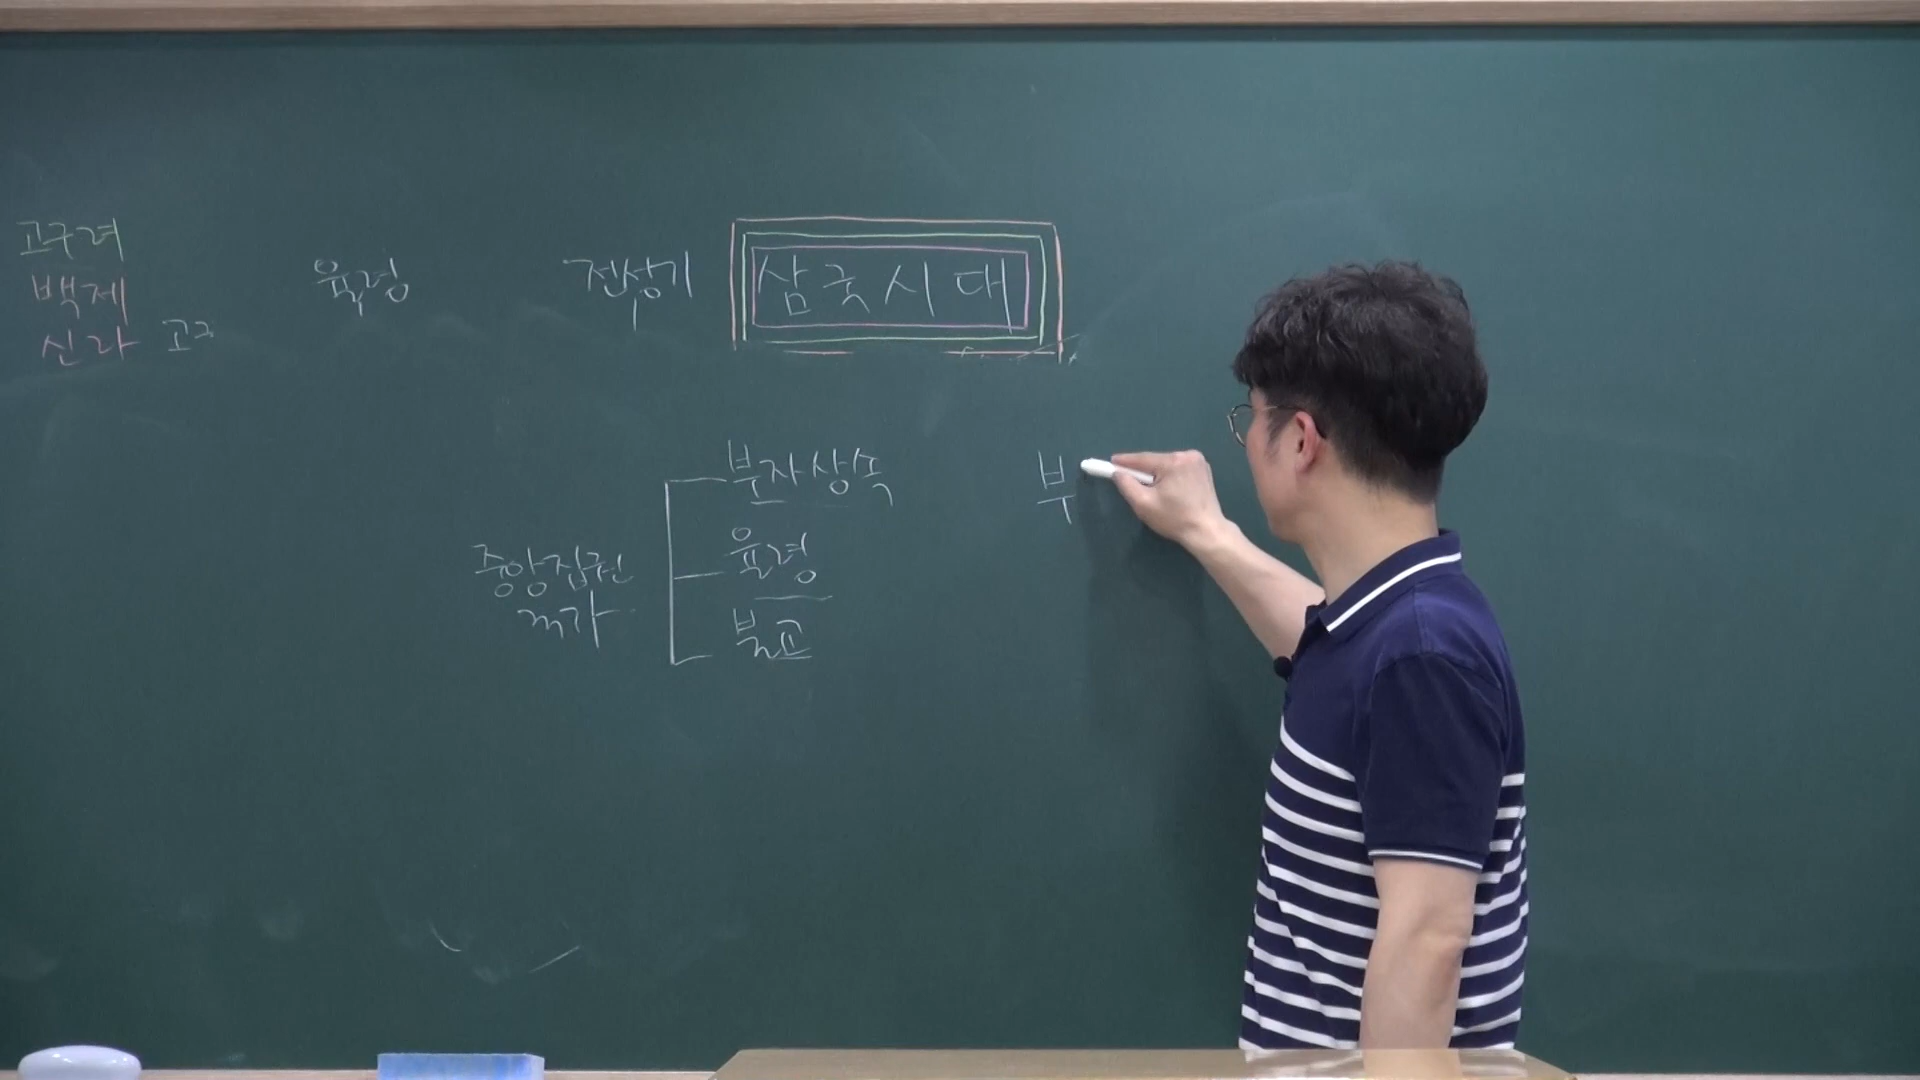 고구려
백제
신라 고구
율령
전성기
삼국시대
부자상속
율령
불교
중앙집권
국가
부